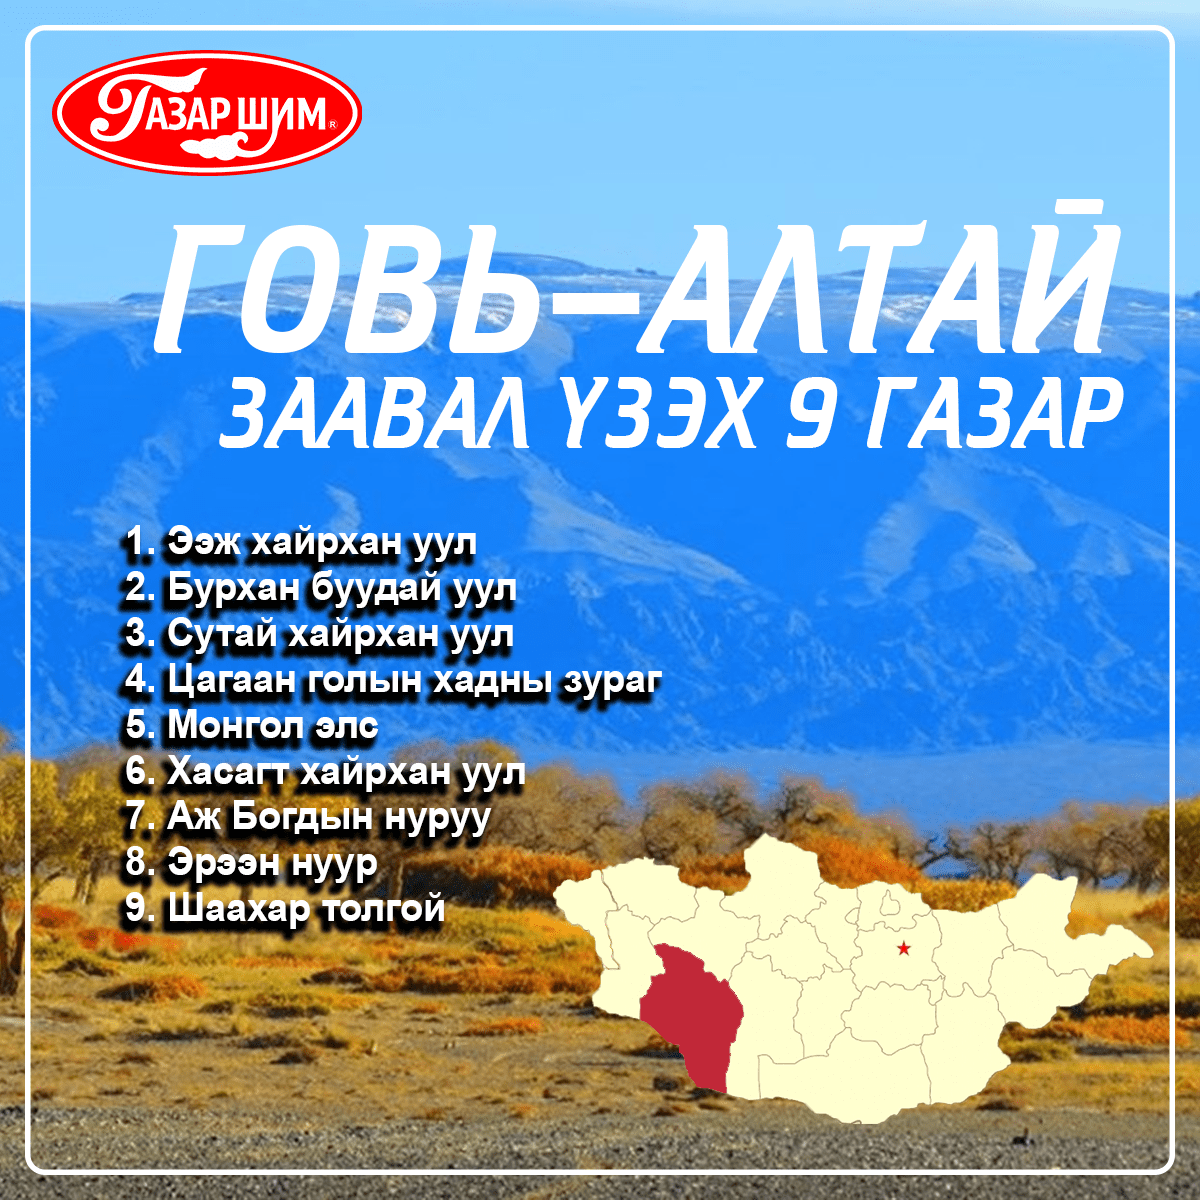 ГАЗАР ШИМ®
ГОВЬ-АЛТАЙ
ЗААВАЛ ҮЗЭХ 9 ГАЗАР
1. Ээж хайрхан уул
2. Бурхан буудай уул
3. Сутай хайрхан уул
4. Цагаан голын хадны зураг
5. Монгол элс
6. Хасагт хайрхан уул
7. Аж Богдын нуруу
8. Эрээн нуур
9. Шаахар толгой